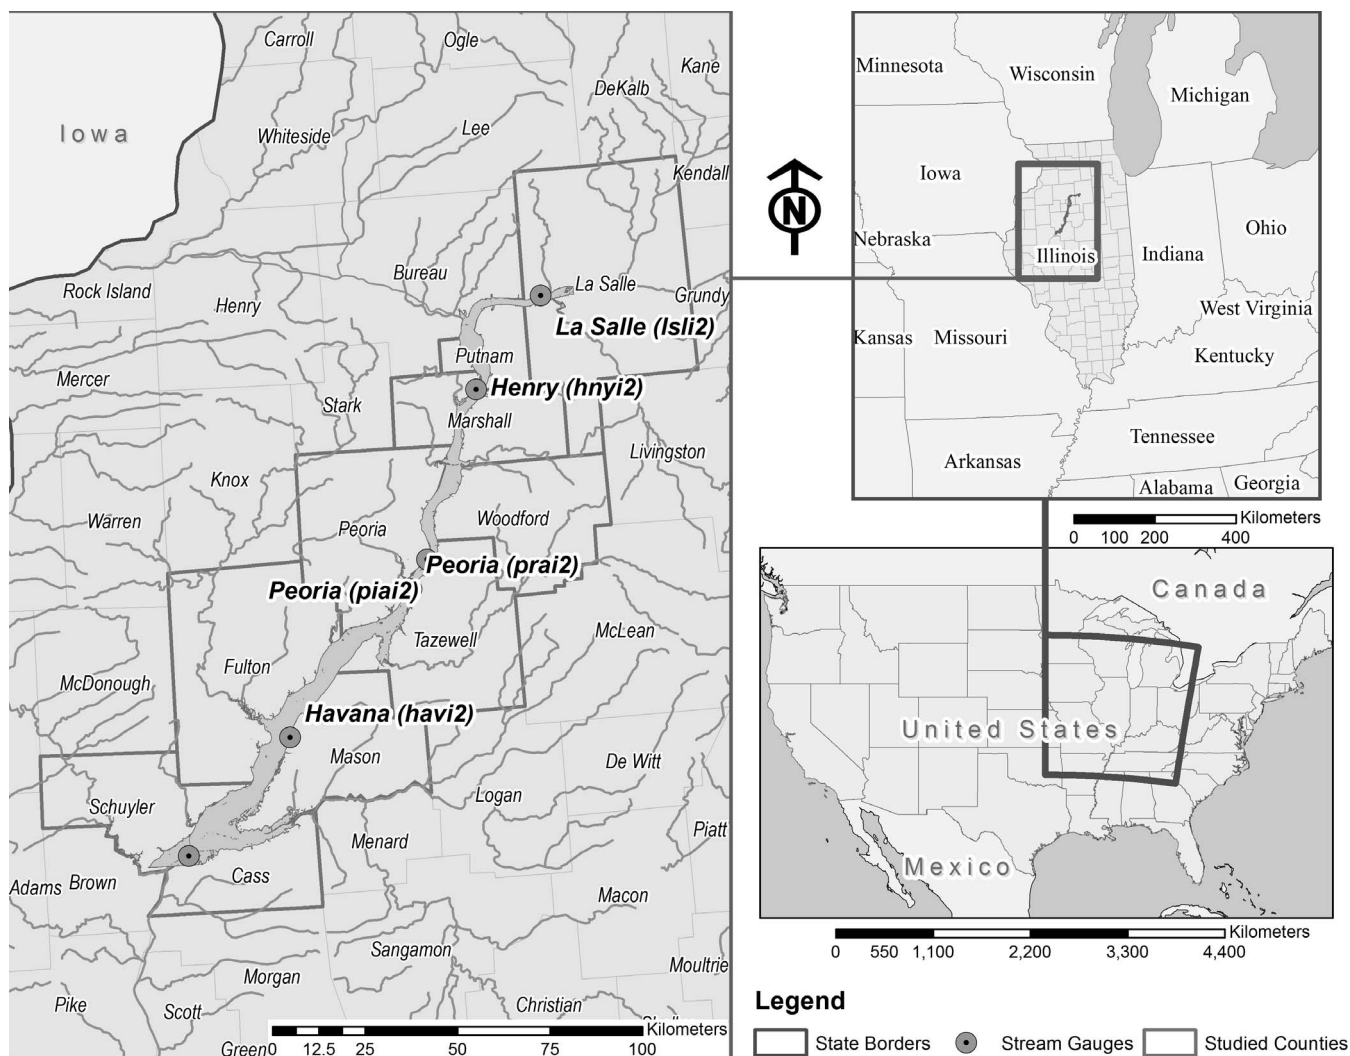 Carroll
Ogle
Kane
DeKalb
Iowa
Whiteside
Lee
Kendall
Bureau
La Salle
Rock Island
Henry
Grundy
La Salle (lsli2)
Putnam
Mercer
Henry (hnyi2)
Stark
Marshall
Livingston
Knox
Warren
Peoria
Woodford
Peoria (prai2)
Peoria (piai2)
McLean
Tazewell
Fulton
McDonough
Havana (havi2)
Mason
De Witt
Logan
Schuyler
Piatt
Menard
Cass
Adams
Brown
Macon
Sangamon
Moultrie
Morgan
Christian
Pike
Scott
Green
Kilometers
0 12.5 25 50 75 100
N
Minnesota
Wisconsin
Michigan
Iowa
Nebraska
Ohio
Illinois
Indiana
West Virginia
Kansas
Missouri
Kentucky
Tennessee
Arkansas
Alabama
Georgia
Kilometers
0 100 200 400
Canada
United States
Mexico
Kilometers
0 550 1,100 2,200 3,300 4,400
Legend
State Borders
Stream Gauges
Studied Counties